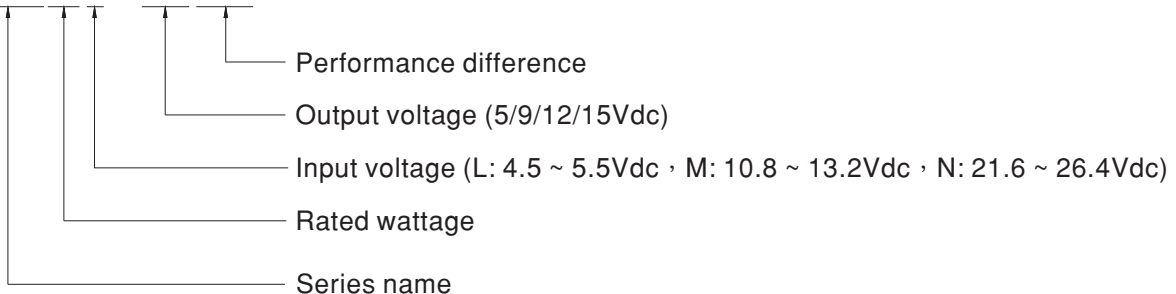 Performance difference
Output voltage (5/9/12/15Vdc)
Input voltage (L: 4.5 ~ 5.5Vdc，M: 10.8 ~ 13.2Vdc，N: 21.6 ~ 26.4Vdc)
Rated wattage
Series name